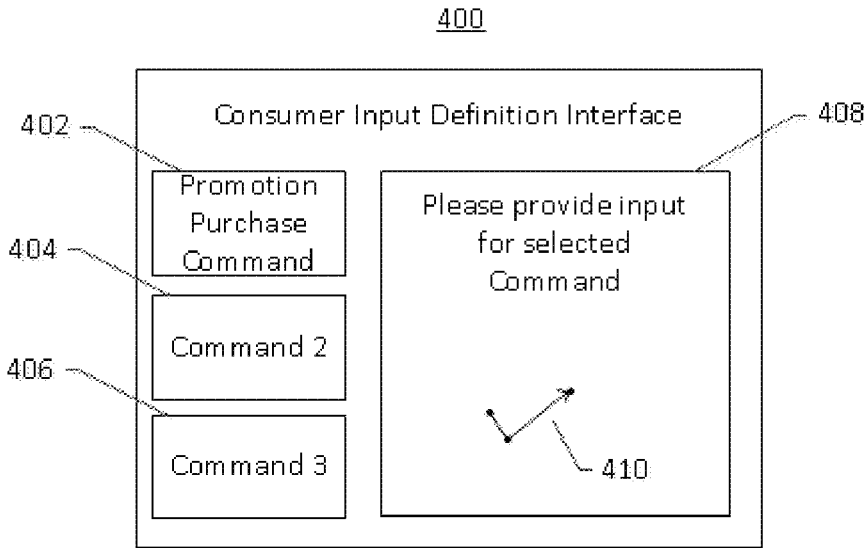 400
Consumer Input Definition Interface
402
408
Promotion
Purchase
Command
Please provide input
for selected
Command
404
Command 2
406
Command 3
410